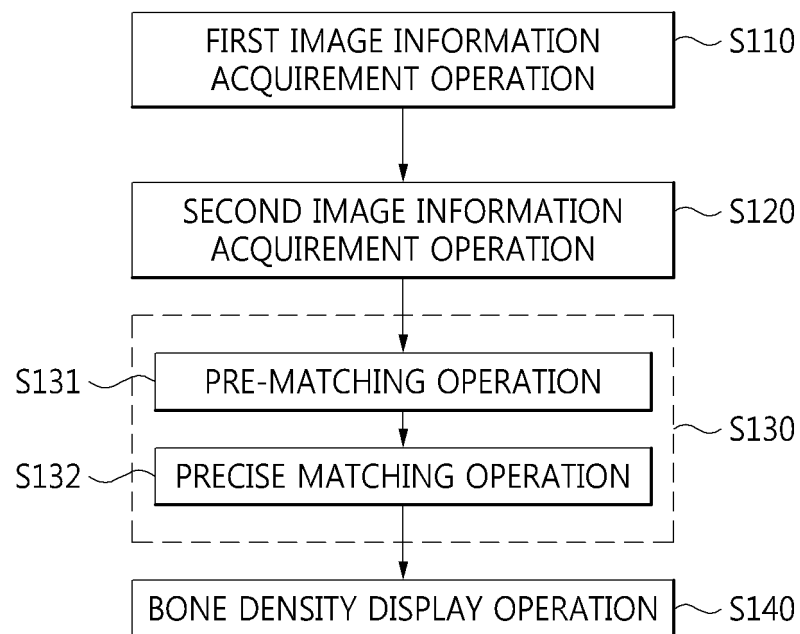 FIRST IMAGE INFORMATION
ACQUIREMENT OPERATION
S110
SECOND IMAGE INFORMATION
ACQUIREMENT OPERATION
S120
S131
PRE-MATCHING OPERATION
S130
S132
PRECISE MATCHING OPERATION
BONE DENSITY DISPLAY OPERATION
S140